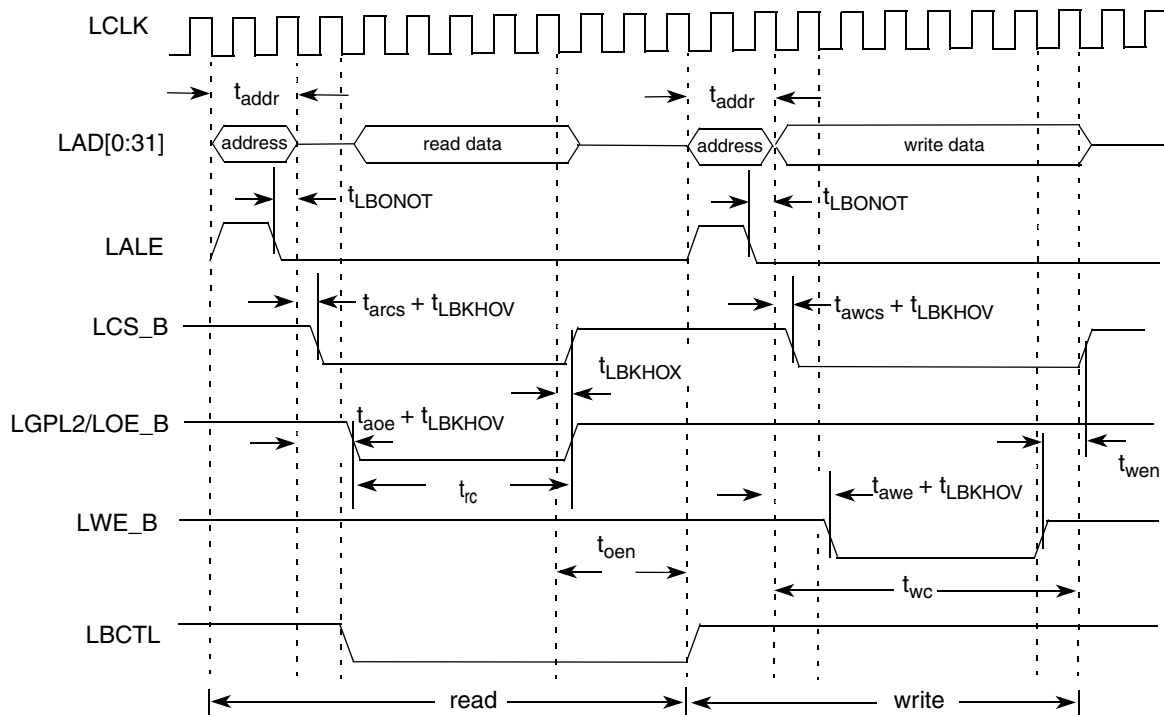 LCLK
t_addr t_addr
LAD[0:31] address read data address write data
t_LBONOT t_LBONOT
LALE
t_arcs + t_LBKHOV t_awcs + t_LBKHOV
LCS_B
t_LBKHOX
t_aoe + t_LBKHOV
LGPL2/LOE_B
t_wen
t_rc t_awe + t_LBKHOV
LWE_B
t_oen
t_wc
LBCTL
read write